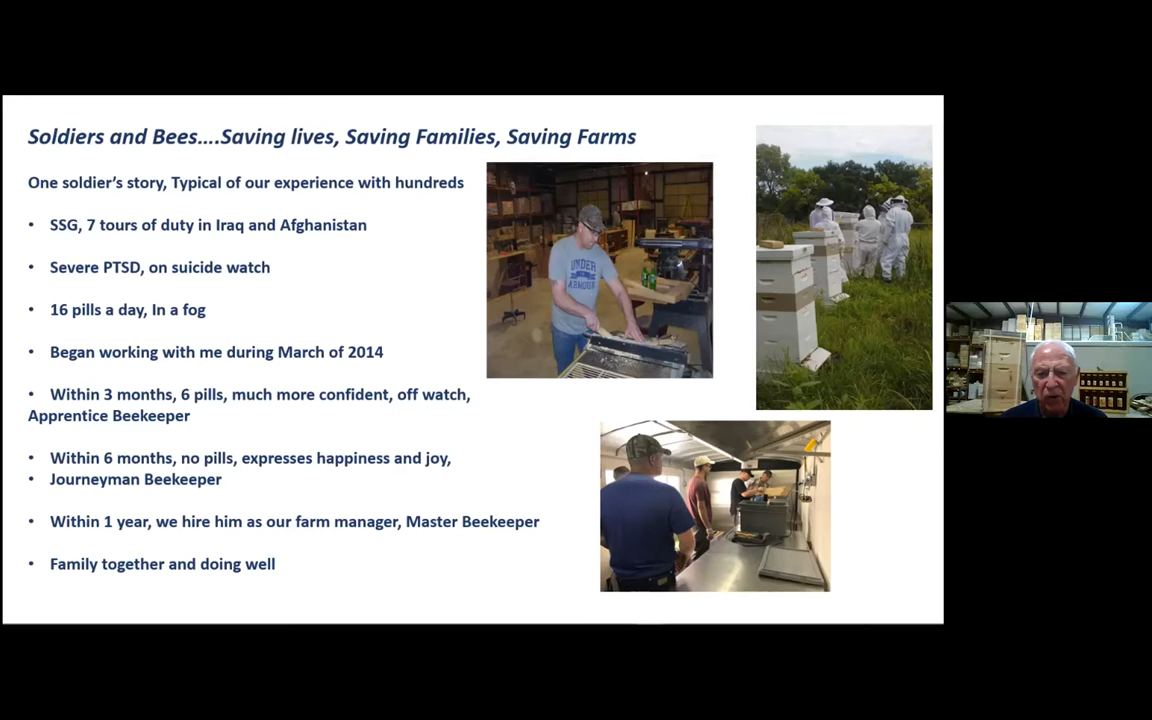 Soldiers and Bees....Saving lives, Saving Families, Saving Farms
One soldier's story, Typical of our experience with hundreds
• SSG, 7 tours of duty in Iraq and Afghanistan
• Severe PTSD, on suicide watch
• 16 pills a day, In a fog
• Began working with me during March of 2014
• Within 3 months, 6 pills, much more confident, off watch,
Apprentice Beekeeper
• Within 6 months, no pills, expresses happiness and joy,
• Journeyman Beekeeper
• Within 1 year, we hire him as our farm manager, Master Beekeeper
• Family together and doing well
UNDER
ARMOUR